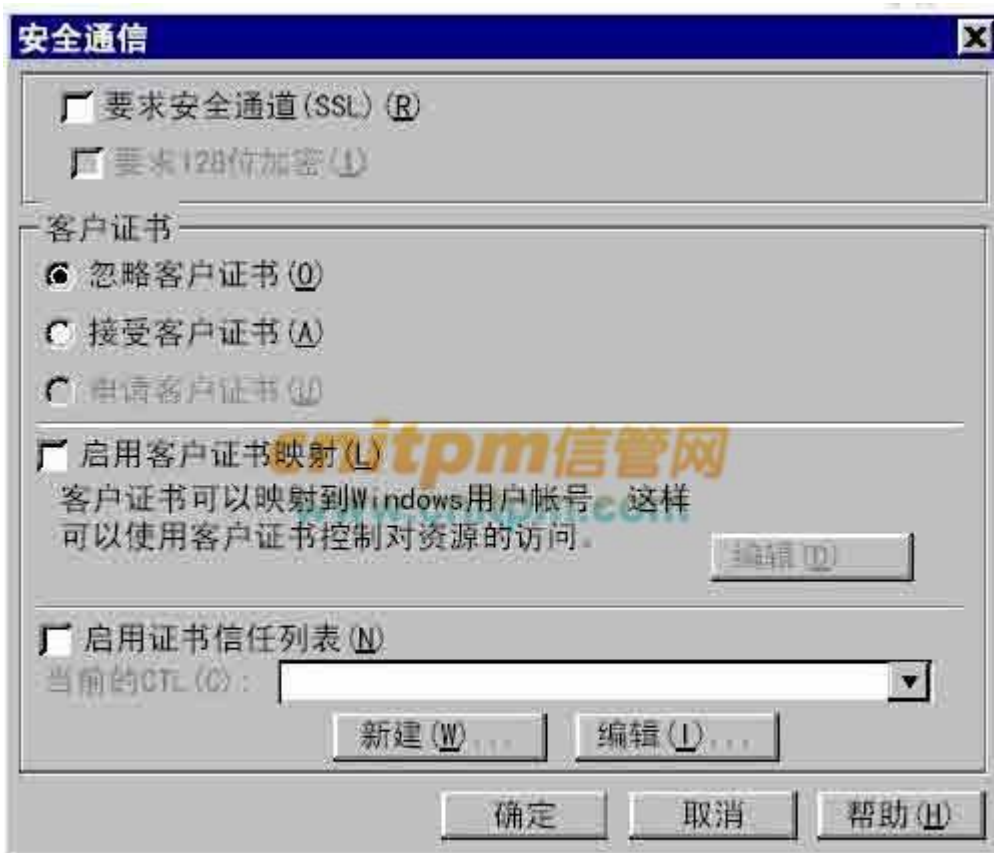 安全通信
要求安全通道(SSL)(R)
要求128位加密(1)
客户证书
忽略客户证书(O)
接受客户证书(A)
申请客户证书(U)
启用客户证书映射(L)
cnitpm信管网
客户证书可以映射到Windows用户帐号 这样
www.cnitpm.com
可以使用客户证书控制对资源的访问.
编辑(D)
启用证书信任列表(N)
当前的CTL(C):
新建(W)...
编辑(I)...
确定
取消
帮助(H)